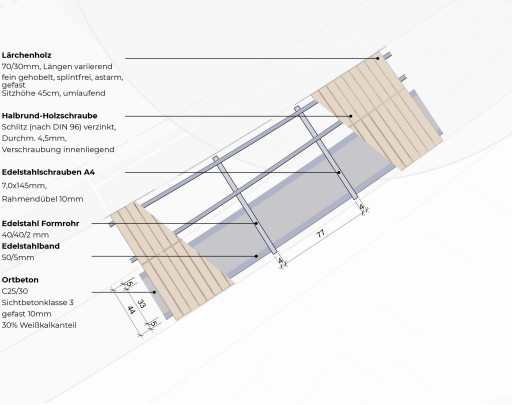 Lärchenholz
70/30mm, Längen variierend
fein gehobelt, splintfrei, astarm,
gefast
Sitzhöhe 45cm, umlaufend
Halbrund-Holzschraube
Schlitz (nach DIN 96) verzinkt,
Durchm. 4,5mm,
Verschraubung innenliegend
Edelstahlschrauben A4
7,0x145mm,
Rahmendübel 10mm
Edelstahl Formrohr
40/40/2 mm
Edelstahlband
50/5mm
Ortbeton
C25/30
Sichtbetonklasse 3
gefast 10mm
30% Weißkalkanteil
4
77
4
5
33
44
5